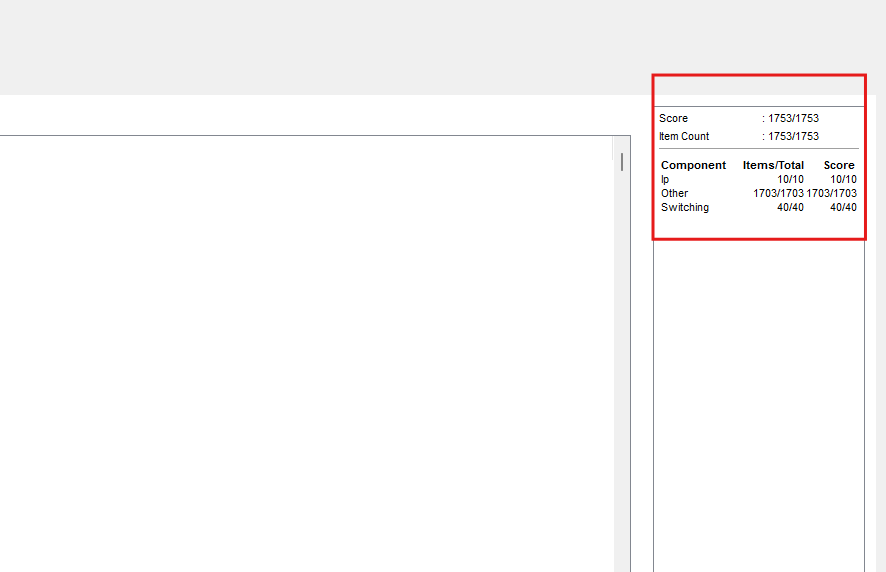 Score : 1753/1753
Item Count : 1753/1753
Component Items/Total Score
Ip 10/10 10/10
Other 1703/1703 1703/1703
Switching 40/40 40/40